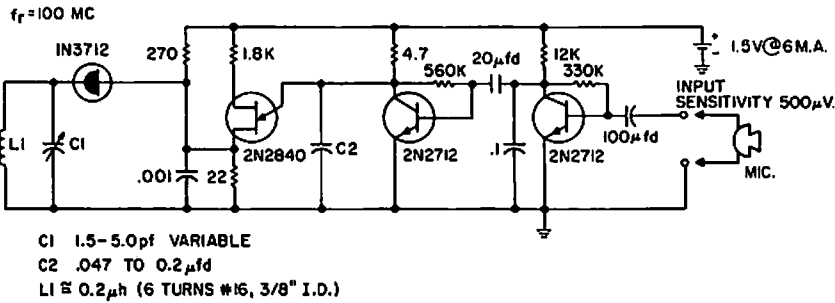 fr=100 MC
IN3712
270
1.8K
4.7
560K
20µfd
12K
330K
1.5V@6M.A.
INPUT
SENSITIVITY 500µV.
L1
C1
2N2840
C2
2N2712
.1
2N2712
100µfd
MIC.
.001
22
C1 1.5-5.0pf VARIABLE
C2 .047 TO 0.2µfd
L1 ≅ 0.2µh (6 TURNS #16, 3/8" I.D.)